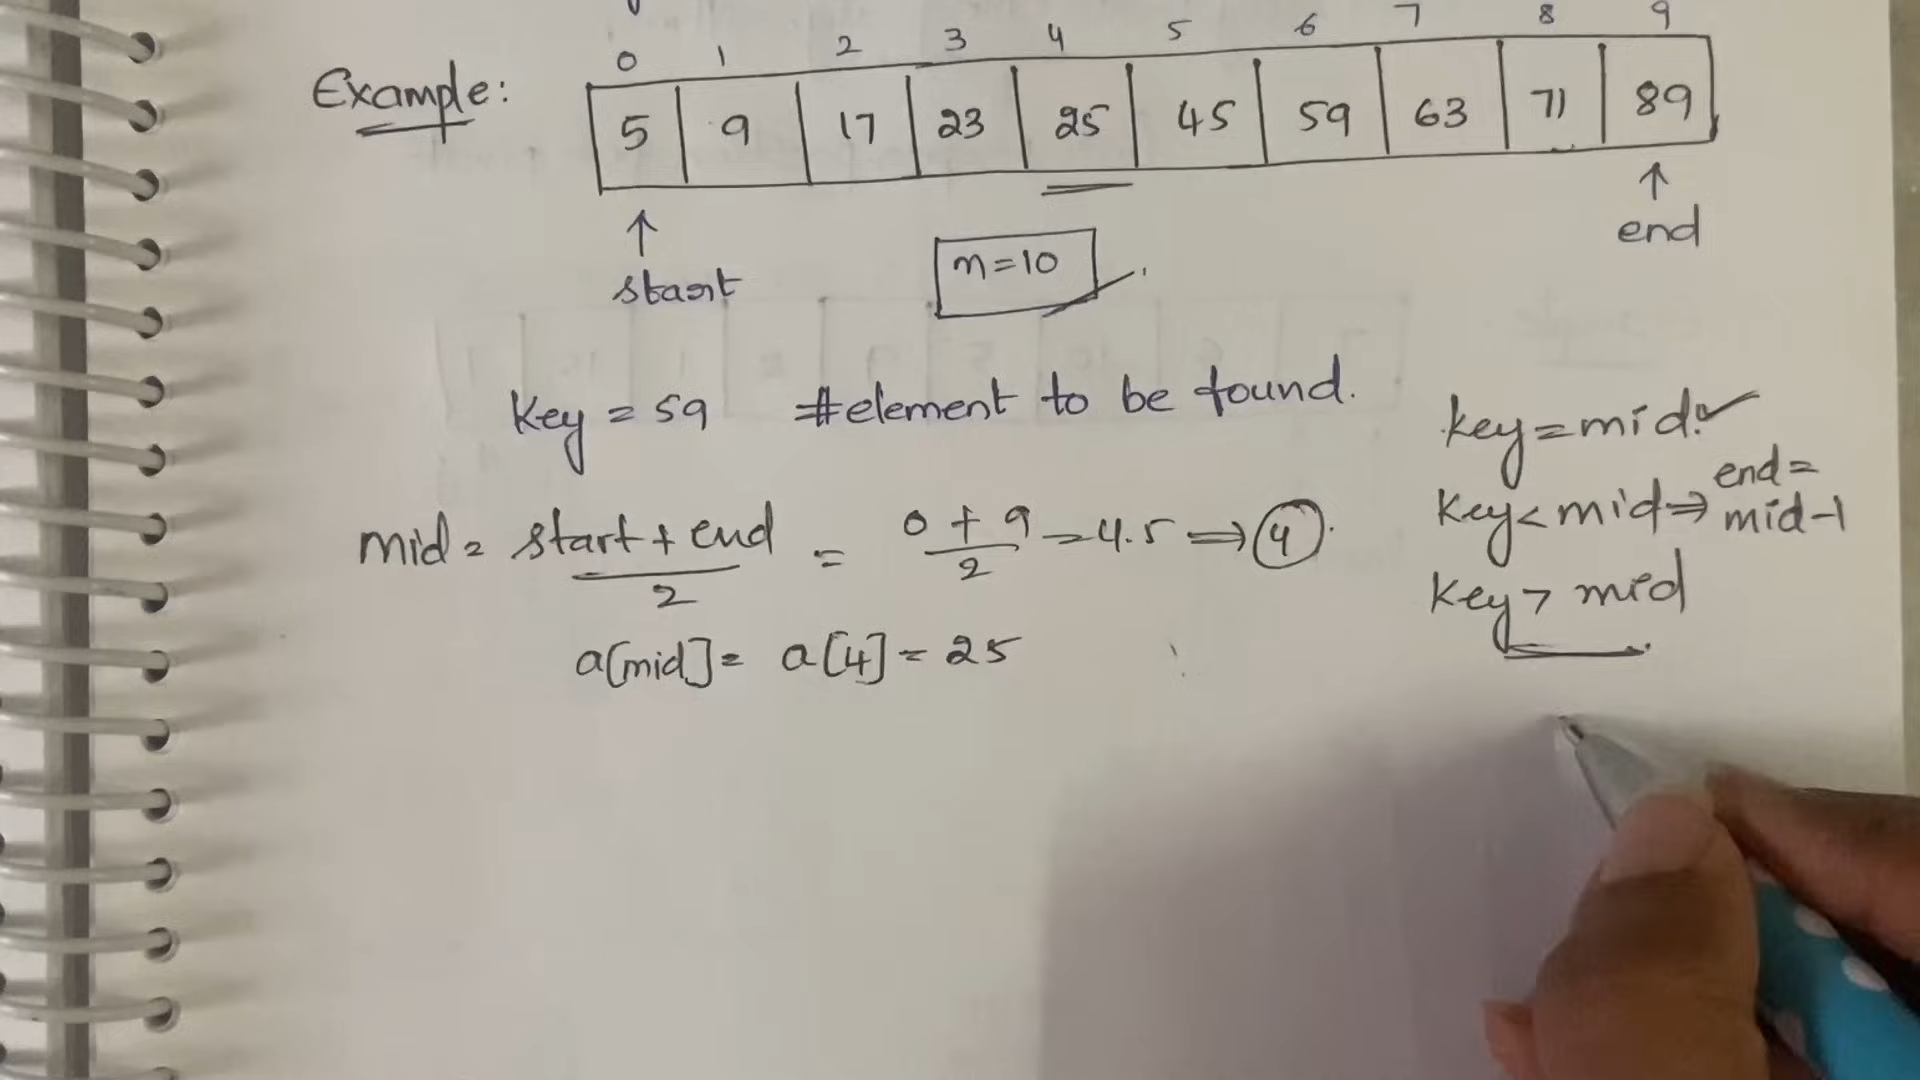 0 1 2 3 4 5 6 7 8 9
Example: 5 9 17 23 25 45 59 63 71 89
↑ start ↑ end
n=10
Key = 59 #element to be found.
key=mid.
key<mid⇒ end= mid-1
key> mid
mid = start + end / 2 = 0 + 9 / 2 = 4.5 ⇒ 4
a[mid] = a[4] = 25